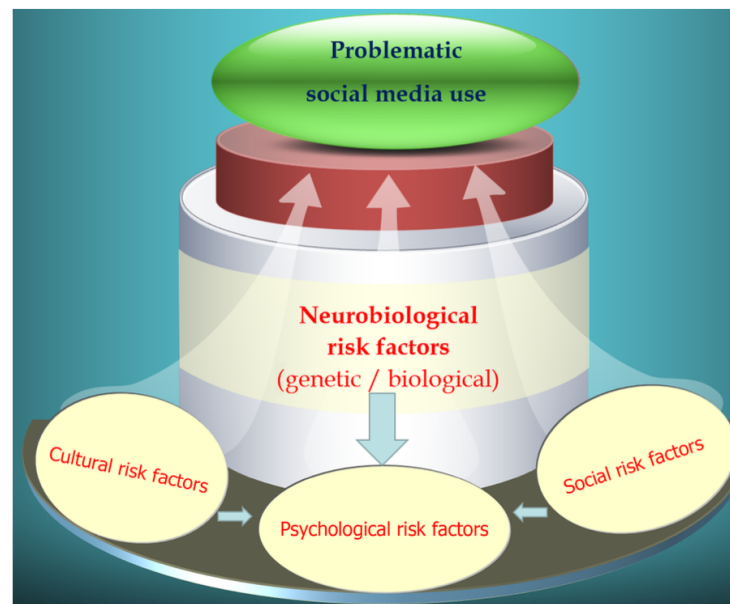 Problematic
social media use
Neurobiological
risk factors
(genetic / biological)
Cultural risk factors
Social risk factors
Psychological risk factors